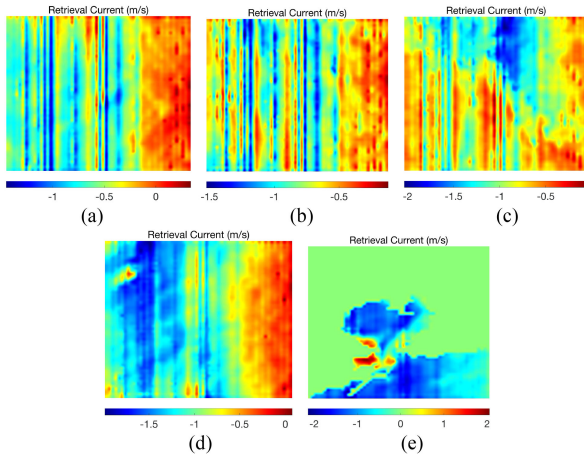 Retrieval Current (m/s)
Retrieval Current (m/s)
Retrieval Current (m/s)
-1 -0.5 0
-1.5 -1 -0.5
-2 -1.5 -1 -0.5
(a)
(b)
(c)
Retrieval Current (m/s)
Retrieval Current (m/s)
-1.5 -1 -0.5 0
-2 -1 0 1 2
(d)
(e)